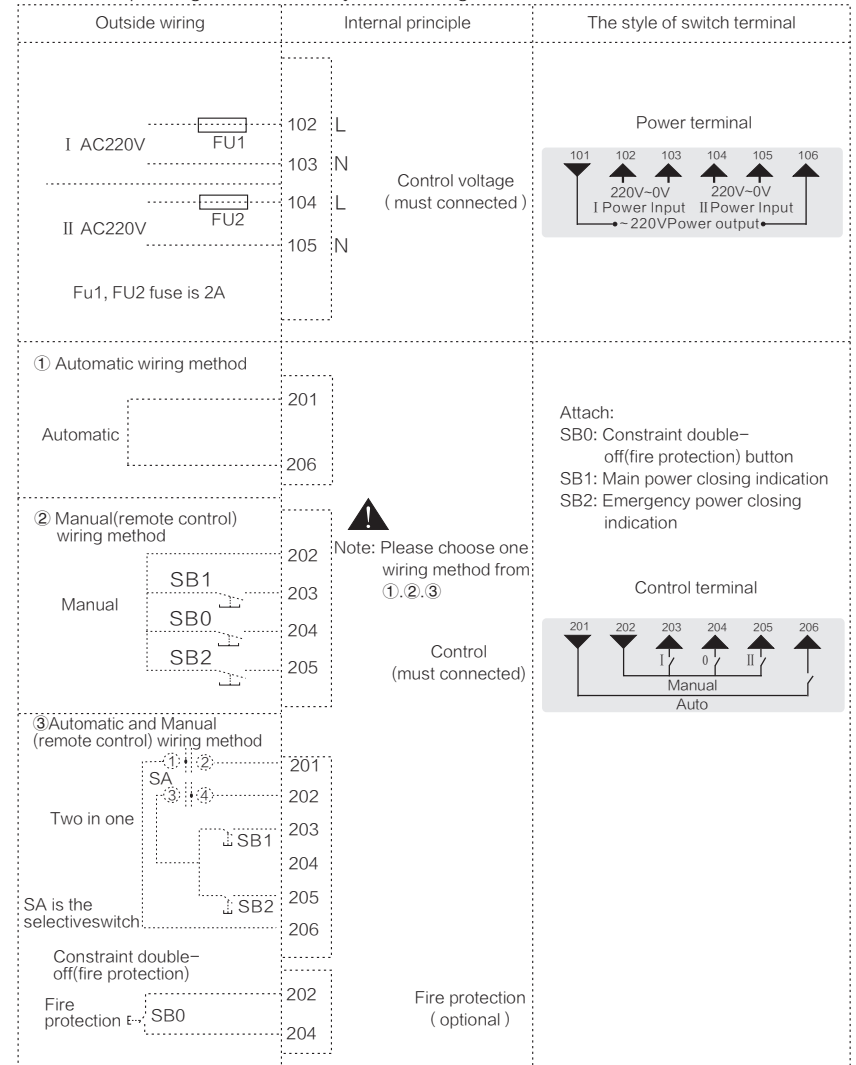 Outside wiring
Internal principle
The style of switch terminal
I AC220V
FU1
102 L
103 N
II AC220V
FU2
104 L
105 N
Fu1, FU2 fuse is 2A
Control voltage
( must connected )
Power terminal
101 102 103 104 105 106
220V~0V 220V~0V
I Power Input II Power Input
~220VPower output
① Automatic wiring method
Automatic
201
206
② Manual(remote control)
wiring method
Manual
SB1
SB0
SB2
202
203
204
205
Note: Please choose one
wiring method from
①.②.③
Control
(must connected)
Attach:
SB0: Constraint double-
off(fire protection) button
SB1: Main power closing indication
SB2: Emergency power closing
indication
Control terminal
201 202 203 204 205 206
I 0 II
Manual
Auto
③Automatic and Manual
(remote control) wiring method
① ②
SA
③ ④
Two in one
SB1
SB2
SA is the
selectiveswitch
201
202
203
204
205
206
Constraint double-
off(fire protection)
Fire
protection
SB0
202
204
Fire protection
( optional )